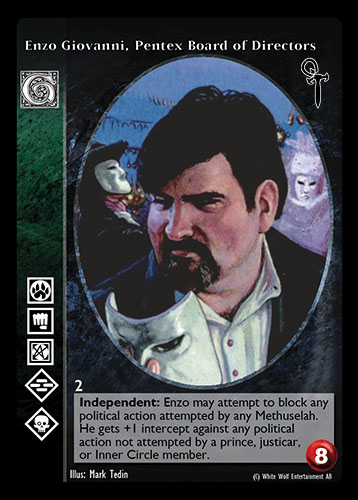 Enzo Giovanni, Pentex Board of Directors
2
Independent: Enzo may attempt to block any
political action attempted by any Methuselah.
He gets +1 intercept against any political
action not attempted by a prince, justicar,
or Inner Circle member.
8
Illus: Mark Tedin
(C) White Wolf Entertainment AB